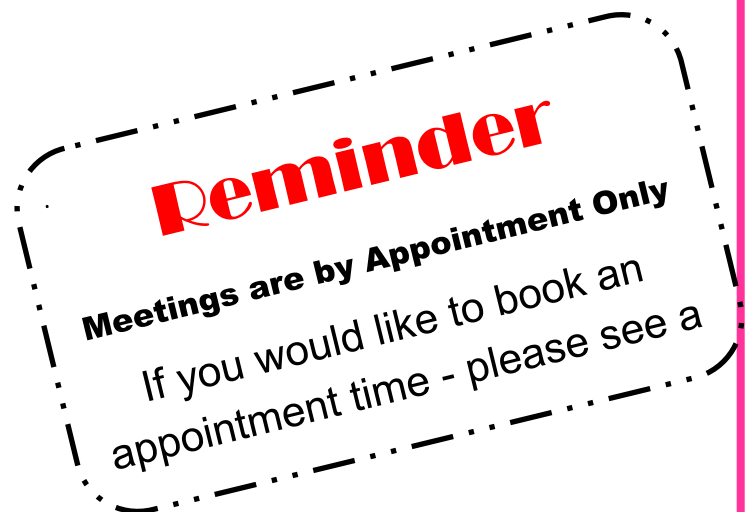 Reminder
Meetings are by Appointment Only
If you would like to book an
appointment time - please see a